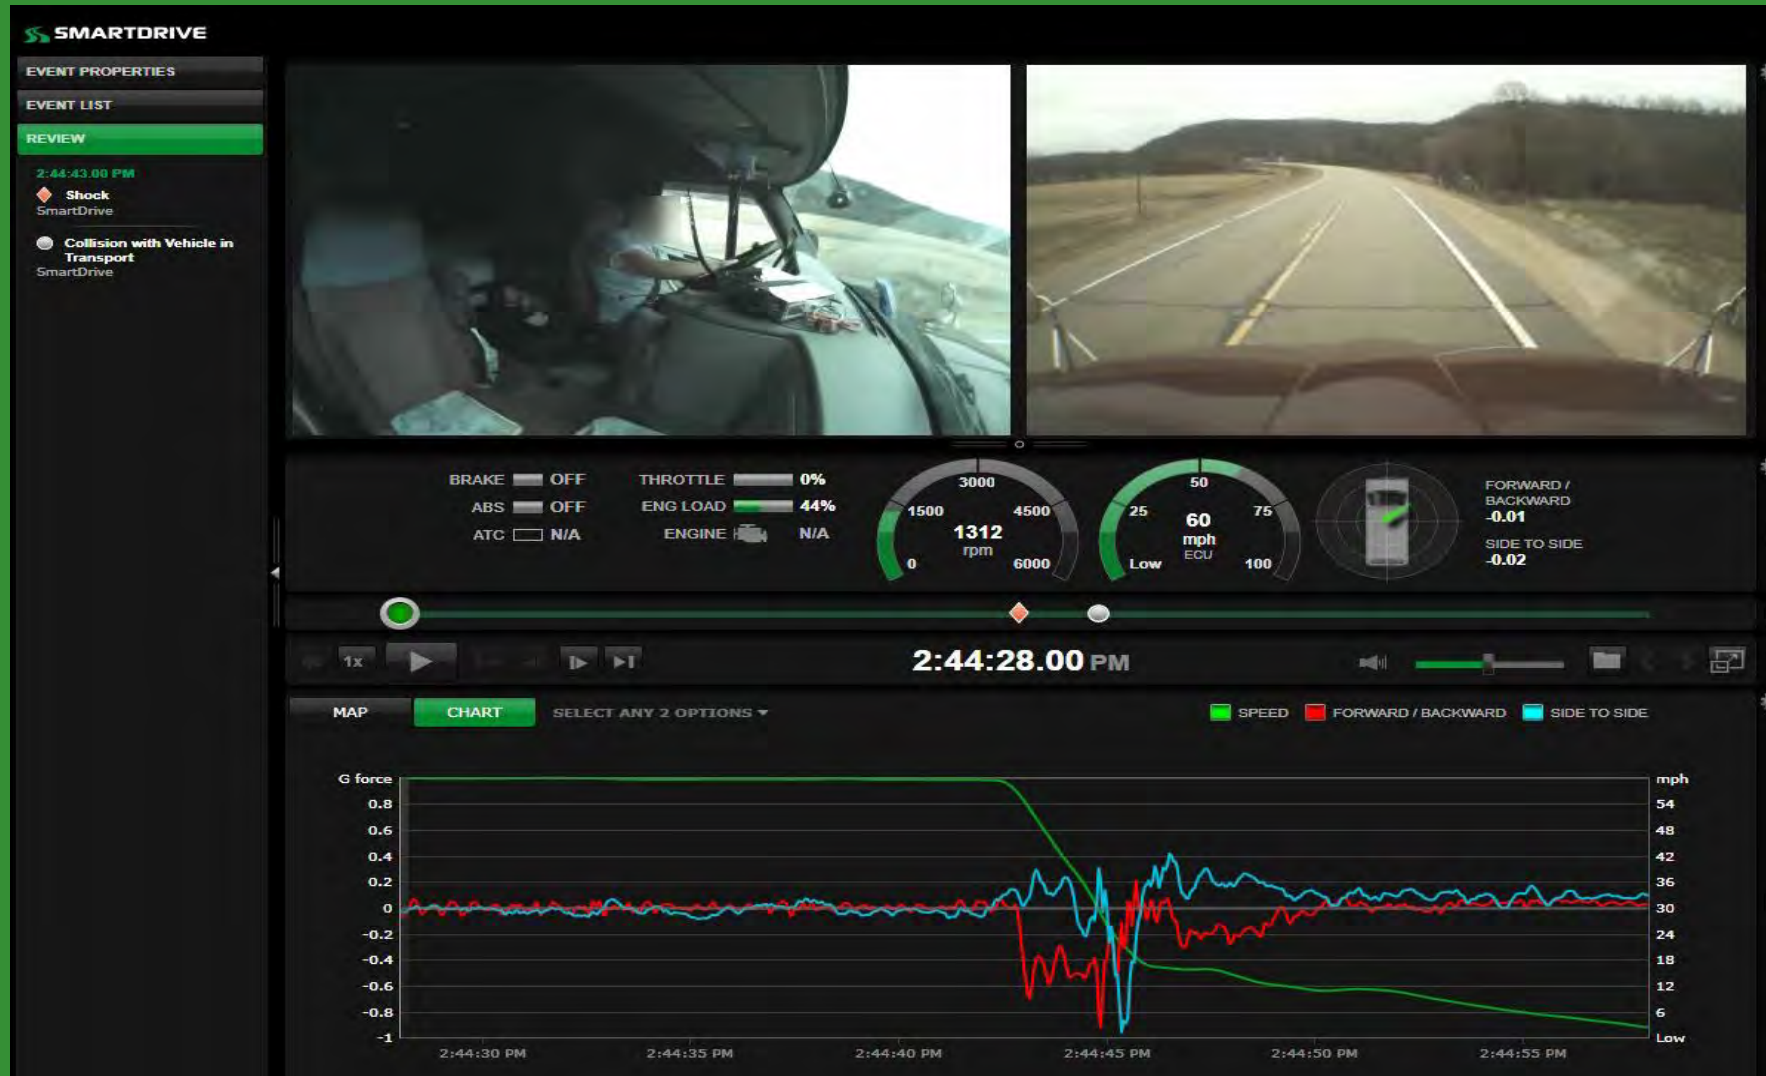 SMARTDRIVE
EVENT PROPERTIES
EVENT LIST
REVIEW
2:44:43.00 PM
Shock
SmartDrive
Collision with Vehicle in
Transport
SmartDrive
BRAKE OFF
ABS OFF
ATC N/A
THROTTLE 0%
ENG LOAD 44%
ENGINE N/A
3000
1500 4500
1312
rpm
0 6000
50
25 75
60
mph
ECU
Low 100
FORWARD /
BACKWARD
-0.01
SIDE TO SIDE
-0.02
1x
2:44:28.00 PM
MAP CHART SELECT ANY 2 OPTIONS
SPEED FORWARD / BACKWARD SIDE TO SIDE
G force mph
0.8 54
0.6 48
0.4 42
0.2 36
0 30
-0.2 24
-0.4 18
-0.6 12
-0.8 6
-1 Low
2:44:30 PM 2:44:35 PM 2:44:40 PM 2:44:45 PM 2:44:50 PM 2:44:55 PM